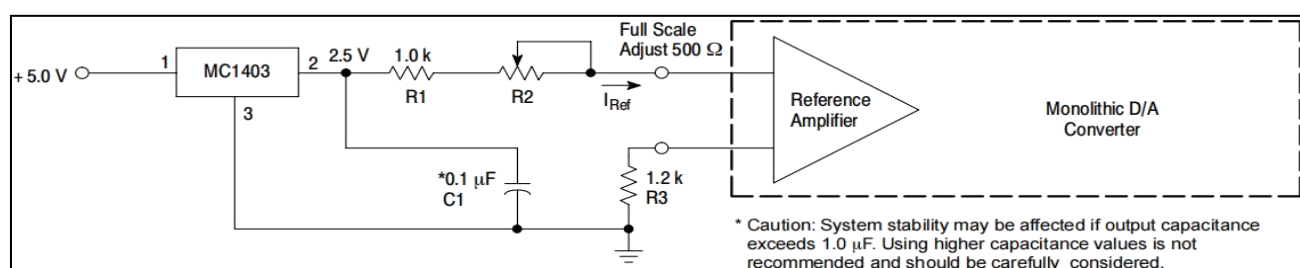 Full Scale
Adjust 500 Ω
+ 5.0 V
1
MC1403
2
2.5 V
1.0 k
R1
R2
I Ref
3
Reference
Amplifier
Monolithic D/A
Converter
*0.1 μF
C1
1.2 k
R3
* Caution: System stability may be affected if output capacitance
exceeds 1.0 μF. Using higher capacitance values is not
recommended and should be carefully considered.